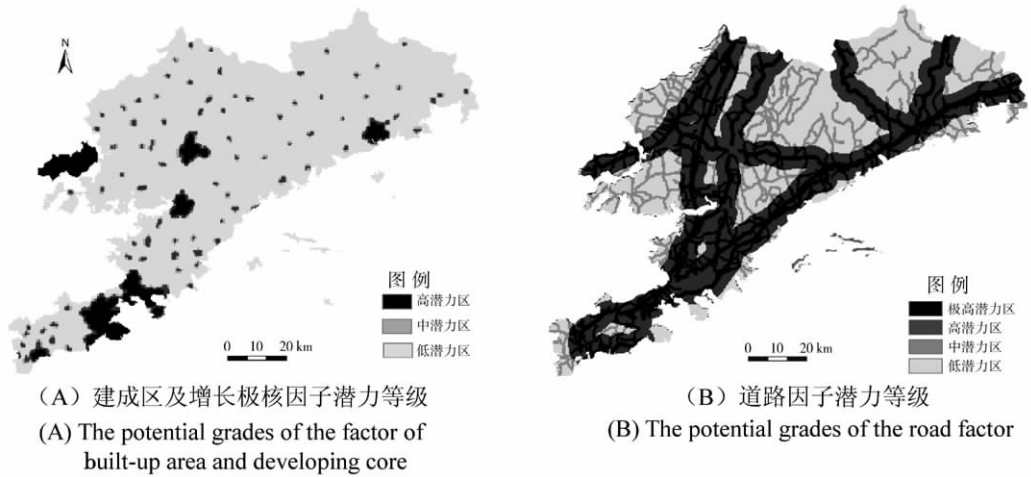 N
图 例
高潜力区
中潜力区
低潜力区
0 10 20 km
(A) 建成区及增长极核因子潜力等级
(A) The potential grades of the factor of
built-up area and developing core
图 例
极高潜力区
高潜力区
中潜力区
低潜力区
0 10 20 km
(B) 道路因子潜力等级
(B) The potential grades of the road factor